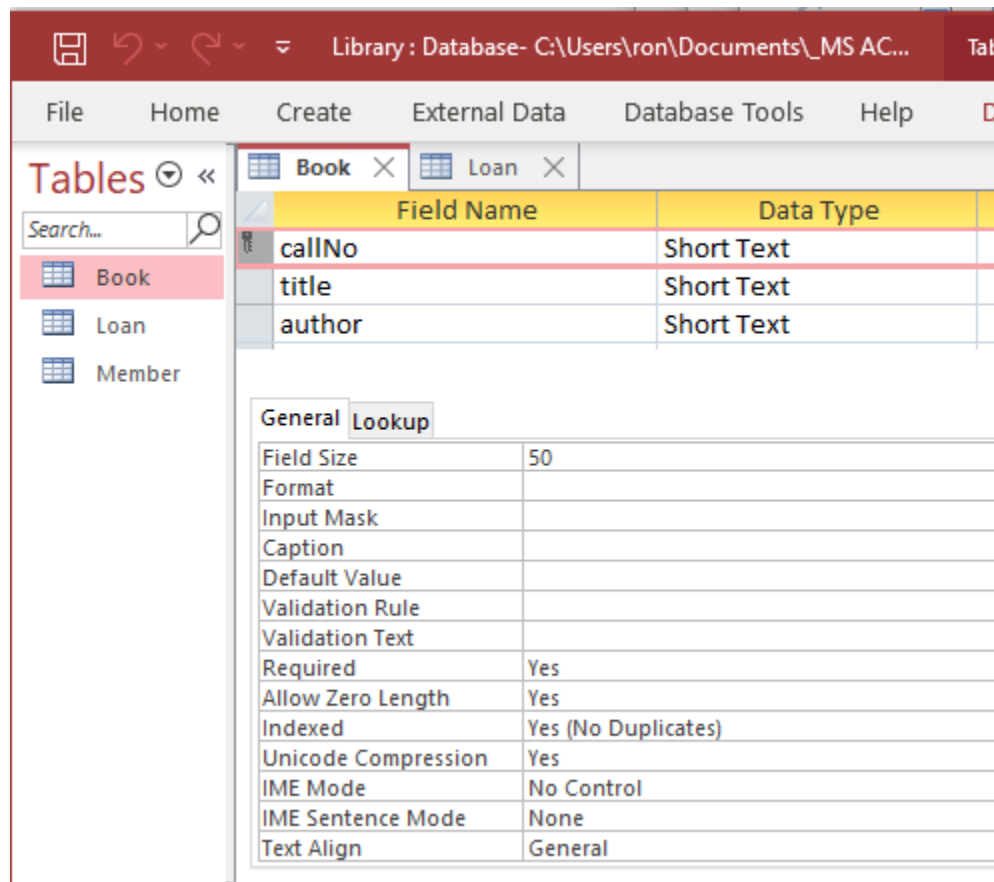 Library : Database- C:\Users\ron\Documents\_MS AC...
File Home Create External Data Database Tools Help
Tables
Search...
Book
Loan
Member
Book Loan
Field Name Data Type
callNo Short Text
title Short Text
author Short Text
General Lookup
Field Size 50
Format
Input Mask
Caption
Default Value
Validation Rule
Validation Text
Required Yes
Allow Zero Length Yes
Indexed Yes (No Duplicates)
Unicode Compression Yes
IME Mode No Control
IME Sentence Mode None
Text Align General